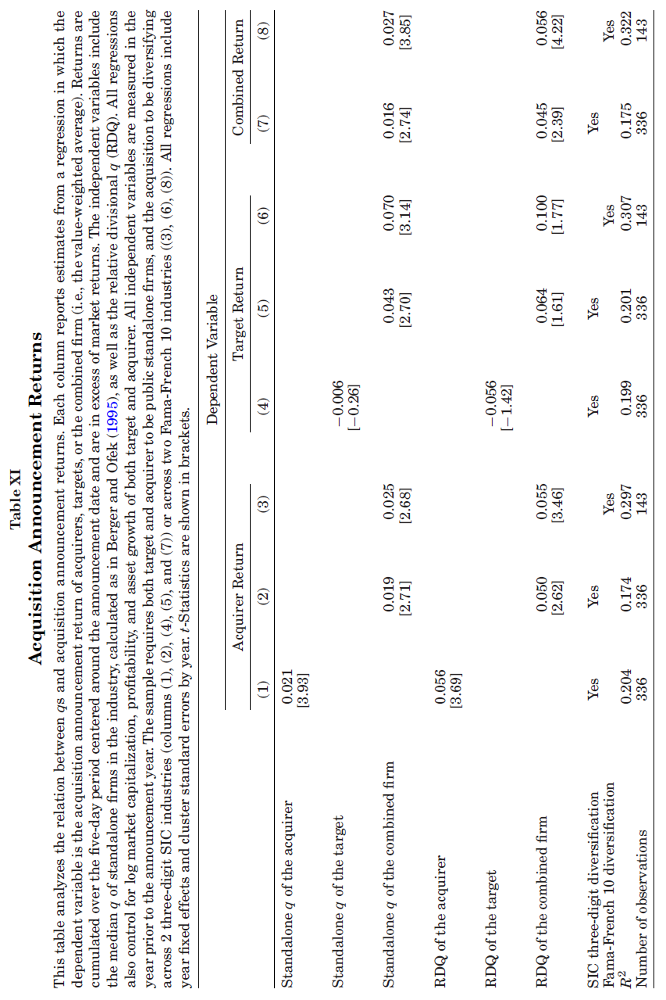 Table XI
Acquisition Announcement Returns
This table analyzes the relation between qs and acquisition announcement returns. Each column reports estimates from a regression in which the
dependent variable is the acquisition announcement return of acquirers, targets, or the combined firm (i.e., the value-weighted average). Returns are
cumulated over the five-day period centered around the announcement date and are in excess of market returns. The independent variables include
the median q of standalone firms in the industry, calculated as in Berger and Ofek (1995), as well as the relative divisional q (RDQ). All regressions
also control for log market capitalization, profitability, and asset growth of both target and acquirer. All independent variables are measured in the
year prior to the announcement year. The sample requires both target and acquirer to be public standalone firms, and the acquisition to be diversifying
across 2 three-digit SIC industries (columns (1), (2), (4), (5), and (7)) or across two Fama-French 10 industries ((3), (6), (8)). All regressions include
year fixed effects and cluster standard errors by year. t-Statistics are shown in brackets.
Dependent Variable
Acquirer Return Target Return Combined Return
(1) (2) (3) (4) (5) (6) (7) (8)
Standalone q of the acquirer 0.021
[3.93]
Standalone q of the target −0.006
[−0.26]
Standalone q of the combined firm 0.019 0.025 0.043 0.070 0.016 0.027
[2.71] [2.68] [2.70] [3.14] [2.74] [3.85]
RDQ of the acquirer 0.056
[3.69]
RDQ of the target −0.056
[−1.42]
RDQ of the combined firm 0.050 0.055 0.064 0.100 0.045 0.056
[2.62] [3.46] [1.61] [1.77] [2.39] [4.22]
SIC three-digit diversification Yes Yes Yes Yes Yes
Fama-French 10 diversification Yes Yes Yes
R2 0.204 0.174 0.297 0.199 0.201 0.307 0.175 0.322
Number of observations 336 336 143 336 336 143 336 143